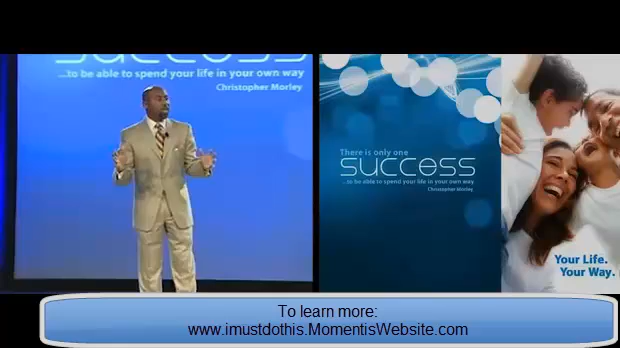 success
...to be able to spend your life in your own way
Christopher Morley
There is only one
success
...to be able to spend your life in your own way
Christopher Morley
Your Life.
Your Way.
To learn more:
www.imustdothis.MomentisWebsite.com